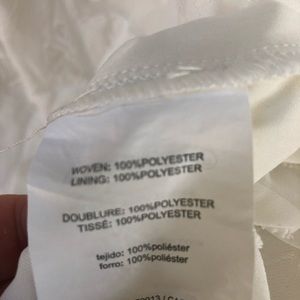 WOVEN: 100%POLYESTER
LINING: 100%POLYESTER
DOUBLURE: 100%POLYESTER
TISSÉ: 100%POLYESTER
tejido: 100%poliéster
forro: 100%poliéster